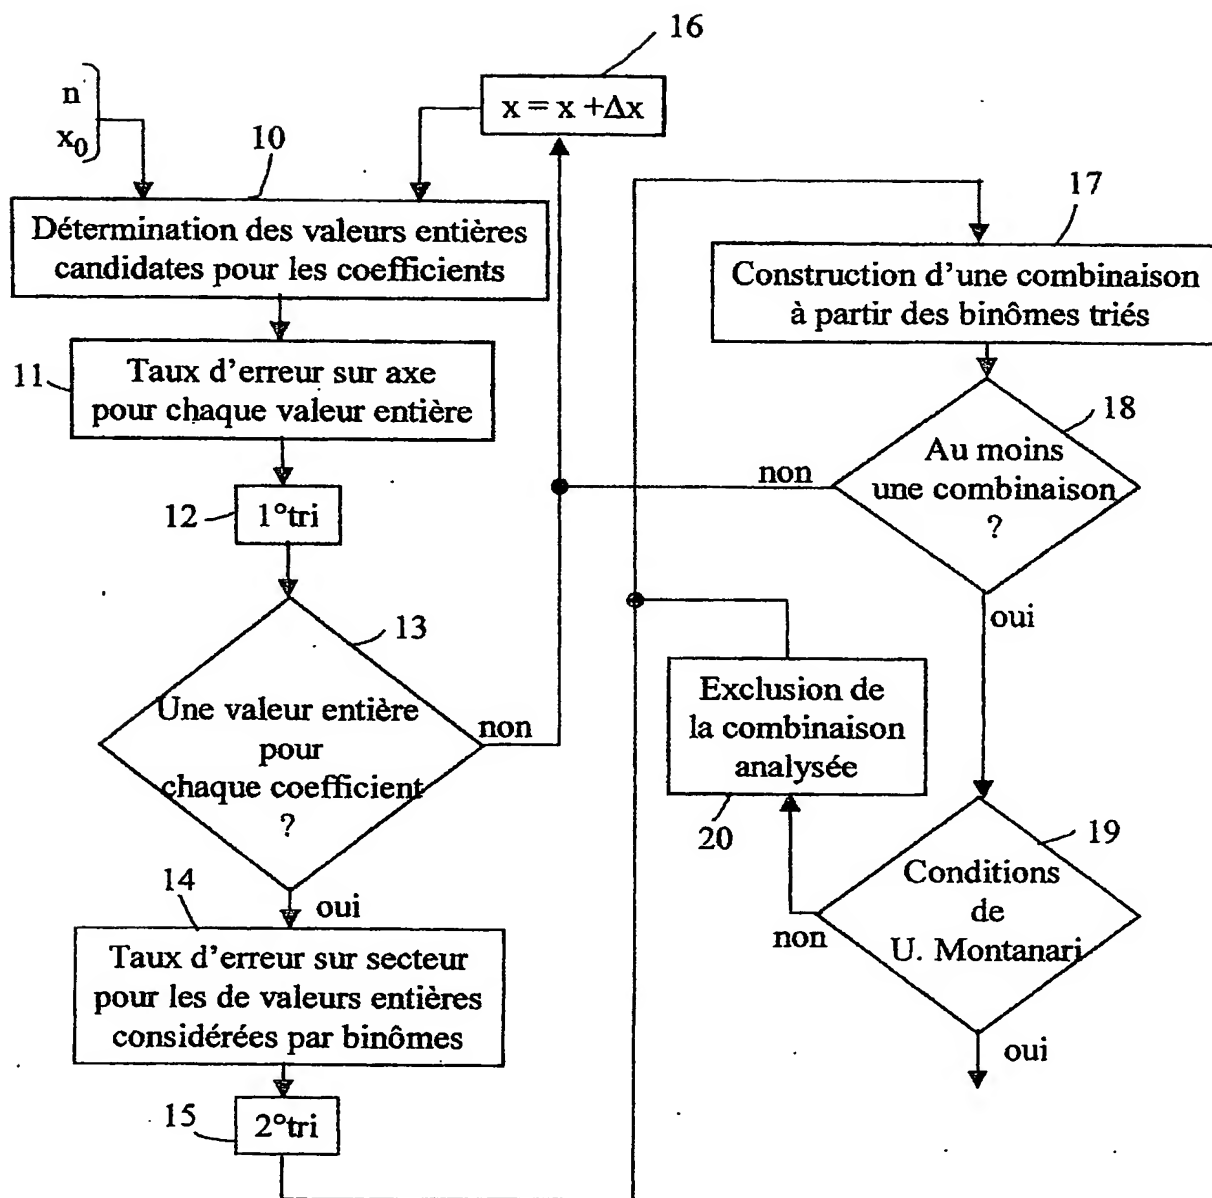 16
n
x0
x = x +Δx
10
Détermination des valeurs entières
candidates pour les coefficients
17
Construction d'une combinaison
à partir des binômes triés
11
Taux d'erreur sur axe
pour chaque valeur entière
18
Au moins
une combinaison
?
non
oui
12
1°tri
13
Une valeur entière
pour
chaque coefficient
?
non
oui
Exclusion de
la combinaison
analysée
20
19
Conditions
de
U. Montanari
non
oui
14
Taux d'erreur sur secteur
pour les de valeurs entières
considérées par binômes
15
2°tri